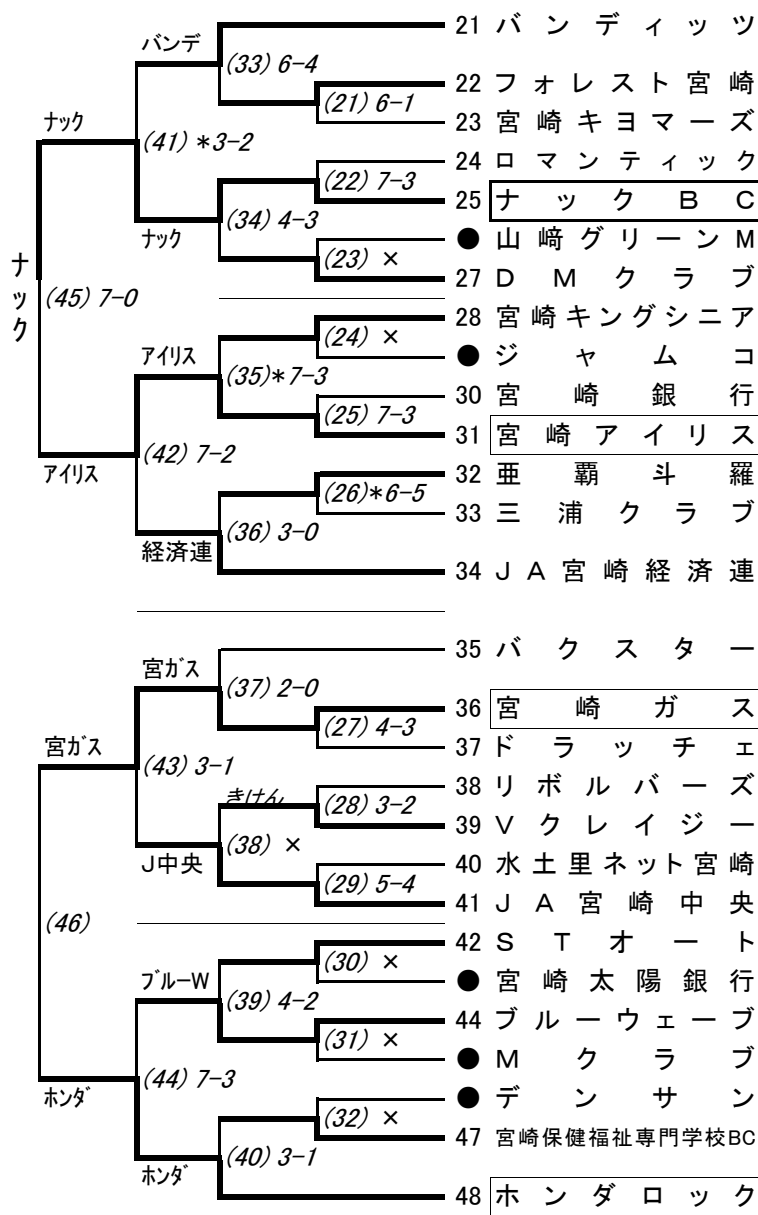 21 バンディッツ
バンデ
(33) 6-4
22 フォレスト宮崎
(21) 6-1
23 宮崎キヨマーズ
ナック
(41) *3-2
24 ロマンティック
(22) 7-3
25 ナックBC
(34) 4-3
ナック
● 山﨑グリーンM
(23) ×
27 DMクラブ
ナック
(45) 7-0
28 宮崎キングシニア
(24) ×
● ジャムコ
アイリス
(35)*7-3
30 宮崎銀行
(25) 7-3
31 宮崎アイリス
アイリス
(42) 7-2
32 亜覇斗羅
(26)*6-5
33 三浦クラブ
(36) 3-0
経済連
34 JA宮崎経済連
35 バクスター
宮ガス
(37) 2-0
36 宮崎ガス
(27) 4-3
37 ドラッチェ
宮ガス
(43) 3-1
38 リボルバーズ
きけん
(28) 3-2
39 Vクレイジー
(38) ×
J中央
40 水土里ネット宮崎
(29) 5-4
41 JA宮崎中央
(46)
42 STオート
(30) ×
● 宮崎太陽銀行
ブルーW
(39) 4-2
44 ブルーウェーブ
(31) ×
● Mクラブ
(44) 7-3
ホンダ
● デンサン
(32) ×
47 宮崎保健福祉専門学校BC
(40) 3-1
ホンダ
48 ホンダロック